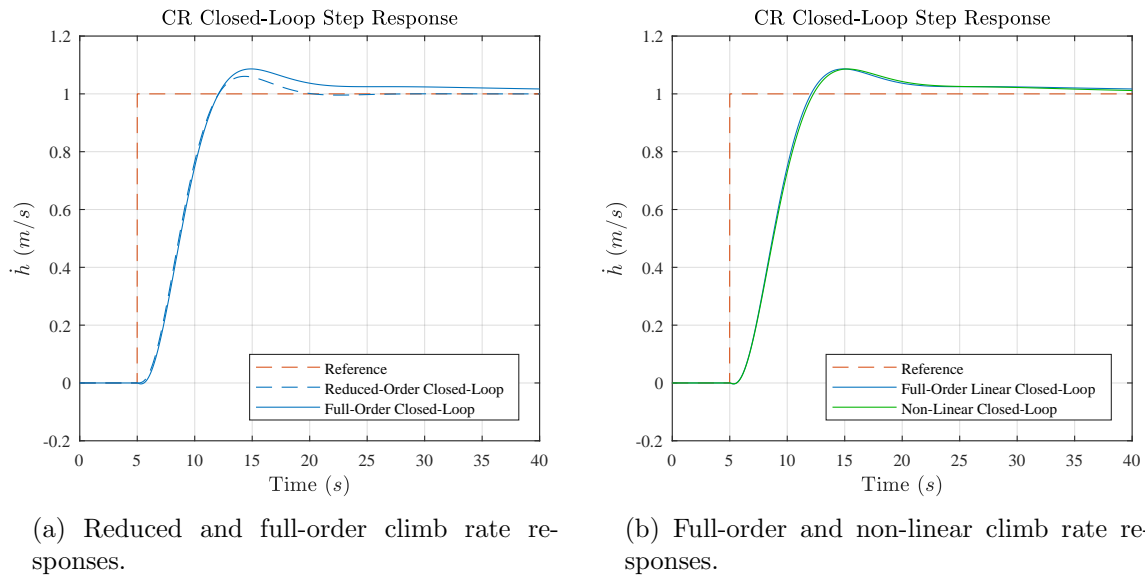 CR Closed-Loop Step Response
1.2
1
0.8
0.6
0.4
0.2
0
-0.2
ḣ (m/s)
0 5 10 15 20 25 30 35 40
Time (s)
Reference
Reduced-Order Closed-Loop
Full-Order Closed-Loop
(a) Reduced and full-order climb rate re-
sponses.
CR Closed-Loop Step Response
1.2
1
0.8
0.6
0.4
0.2
0
-0.2
ḣ (m/s)
0 5 10 15 20 25 30 35 40
Time (s)
Reference
Full-Order Linear Closed-Loop
Non-Linear Closed-Loop
(b) Full-order and non-linear climb rate re-
sponses.